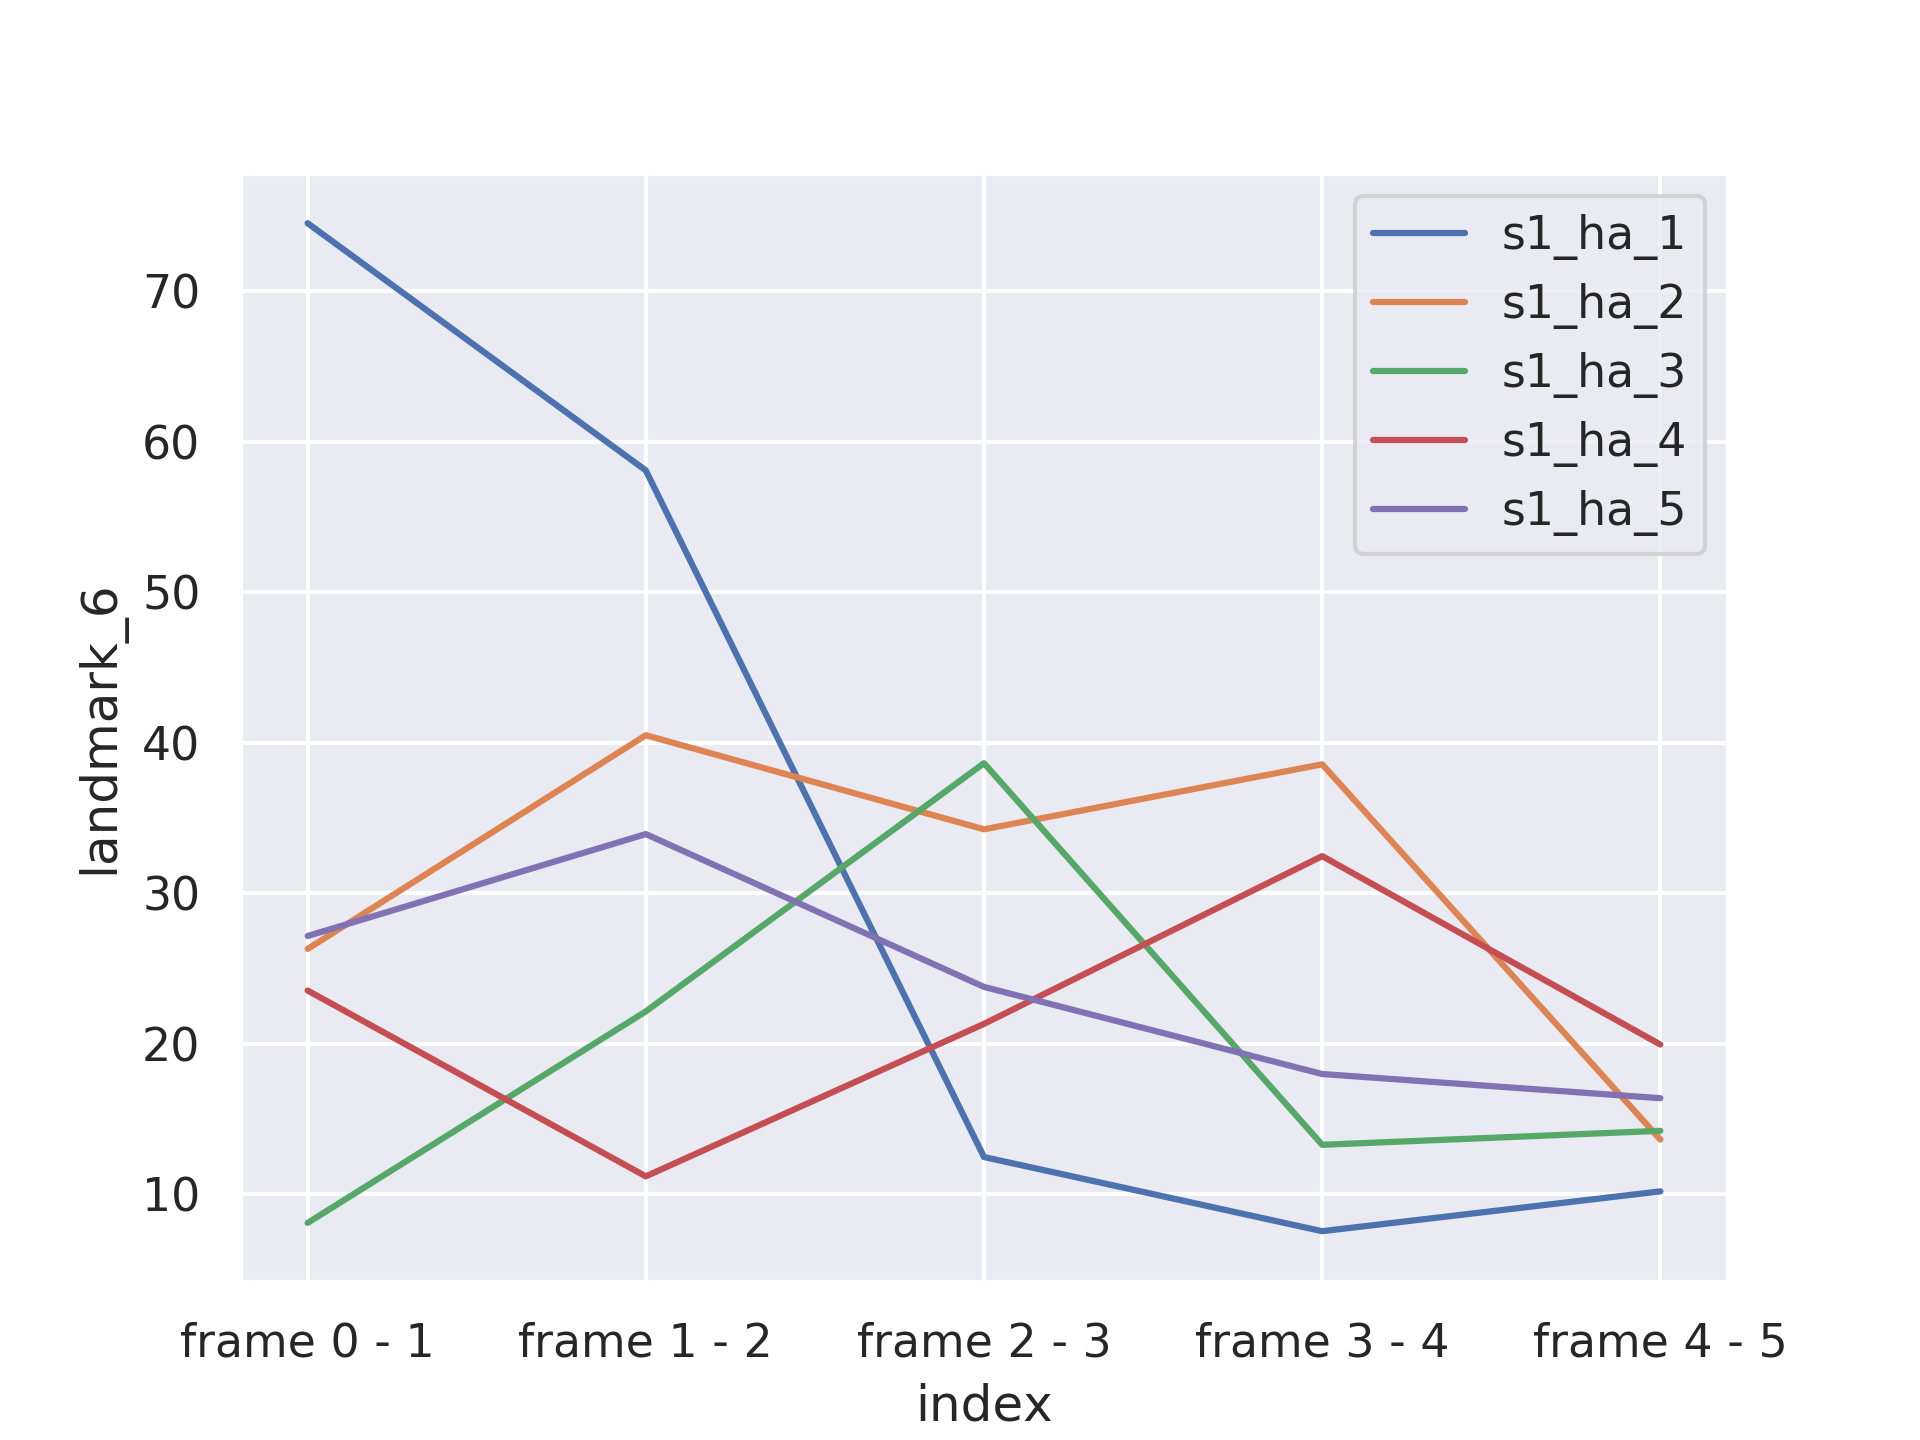 s1_ha_1
s1_ha_2
s1_ha_3
s1_ha_4
s1_ha_5
landmark_6
70
60
50
40
30
20
10
frame 0 - 1
frame 1 - 2
frame 2 - 3
frame 3 - 4
frame 4 - 5
index